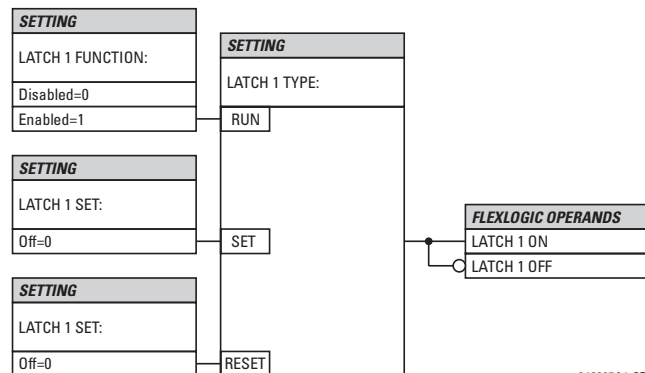 SETTING
LATCH 1 FUNCTION:
Disabled=0
Enabled=1
SETTING
LATCH 1 TYPE:
RUN
SETTING
LATCH 1 SET:
Off=0
SET
SETTING
LATCH 1 SET:
Off=0
RESET
FLEXLOGIC OPERANDS
LATCH 1 ON
LATCH 1 OFF